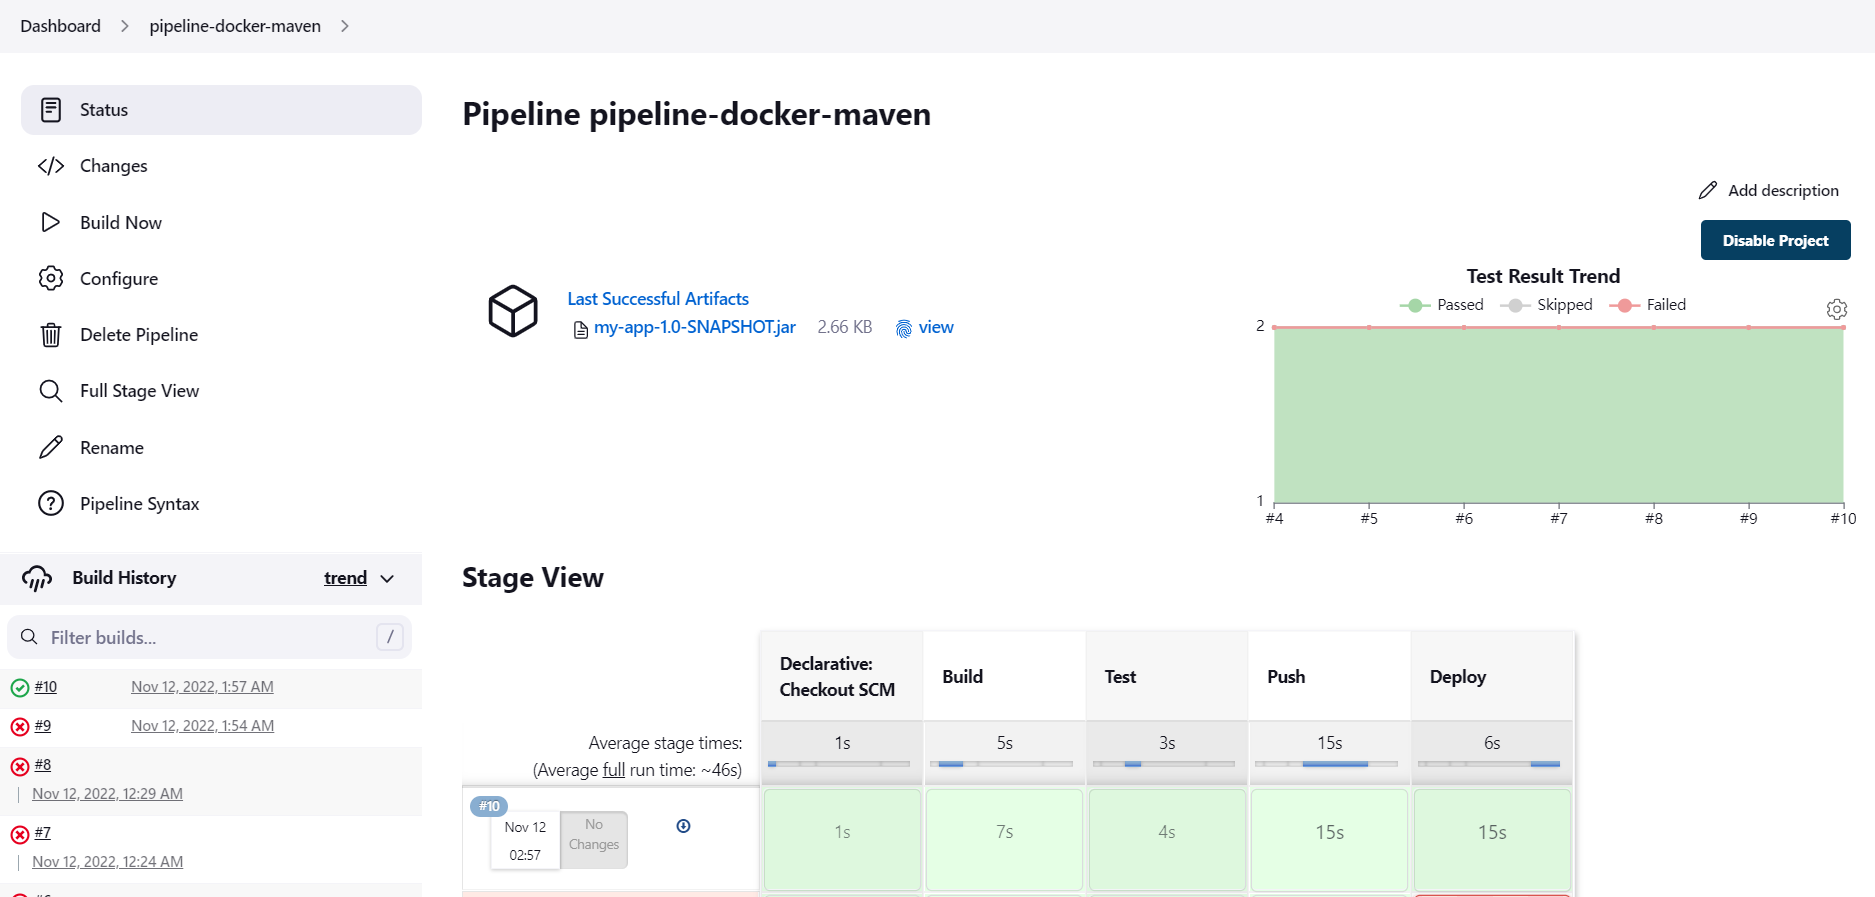 Dashboard
pipeline-docker-maven
Status
Changes
Build Now
Configure
Delete Pipeline
Full Stage View
Rename
Pipeline Syntax
Build History
trend
Filter builds...
/
#10
Nov 12, 2022, 1:57 AM
#9
Nov 12, 2022, 1:54 AM
#8
Nov 12, 2022, 12:29 AM
#7
Nov 12, 2022, 12:24 AM
Pipeline pipeline-docker-maven
Add description
Disable Project
Last Successful Artifacts
my-app-1.0-SNAPSHOT.jar 2.66 KB view
Test Result Trend
Passed Skipped Failed
2
1
#4 #5 #6 #7 #8 #9 #10
Stage View
Declarative:
Checkout SCM
Build
Test
Push
Deploy
Average stage times:
(Average full run time: ~46s)
1s 5s 3s 15s 6s
#10
Nov 12
02:57
No
Changes
1s 7s 4s 15s 15s